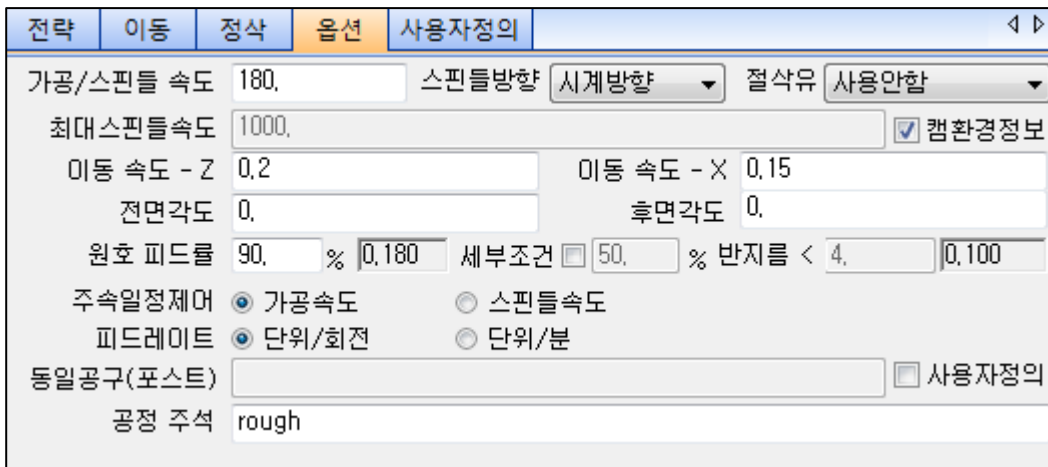 전략 이동 정삭 옵션 사용자정의
가공/스핀들 속도 180, 스핀들방향 시계방향 절삭유 사용안함
최대스핀들속도 1000, 캠환경정보
이동 속도 - Z 0,2 이동 속도 - X 0,15
전면각도 0, 후면각도 0,
원호 피드률 90, % 0,180 세부조건 50, % 반지름 < 4, 0,100
주속일정제어 가공속도 스핀들속도
피드레이트 단위/회전 단위/분
동일공구(포스트) 사용자정의
공정 주석 rough